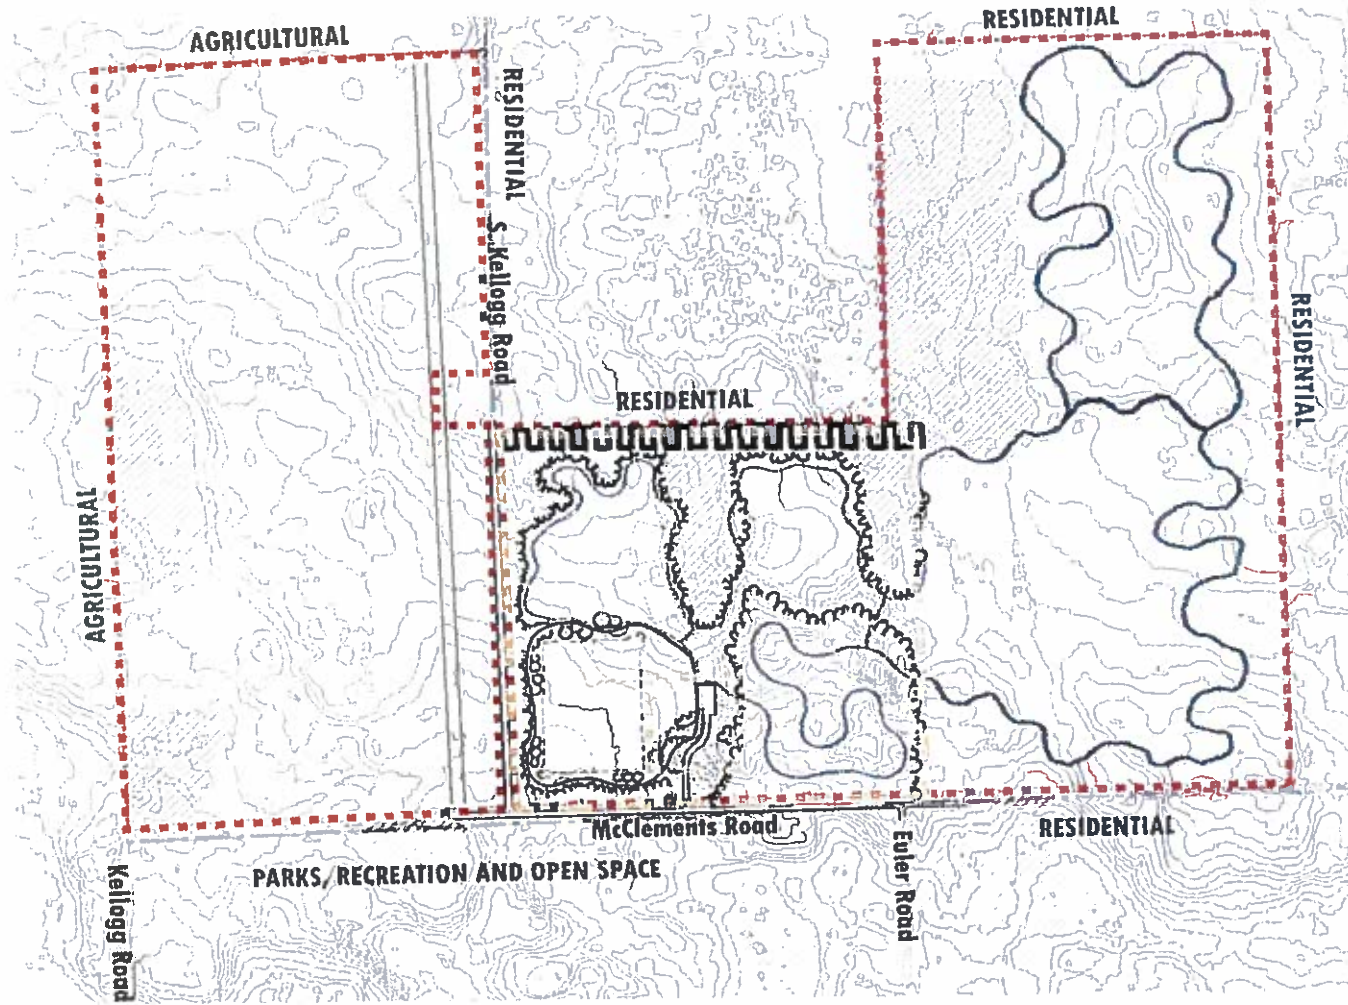 RESIDENTIAL
AGRICULTURAL
RESIDENTIAL
S. Kellogg Road
RESIDENTIAL
RESIDENTIAL
AGRICULTURAL
McClements Road
RESIDENTIAL
PARKS, RECREATION AND OPEN SPACE
Euler Road
Kellogg Road